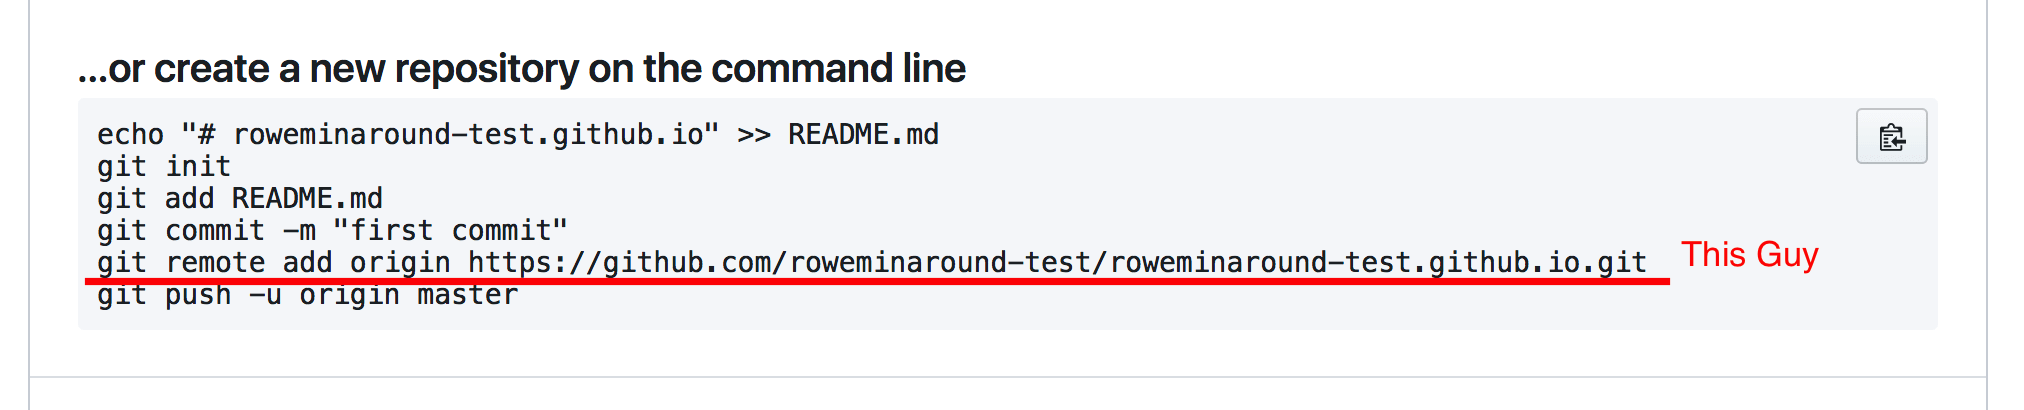 ...or create a new repository on the command line
echo "# roweminaround-test.github.io" >> README.md
git init
git add README.md
git commit -m "first commit"
git remote add origin https://github.com/roweminaround-test/roweminaround-test.github.io.git
This Guy
git push -u origin master